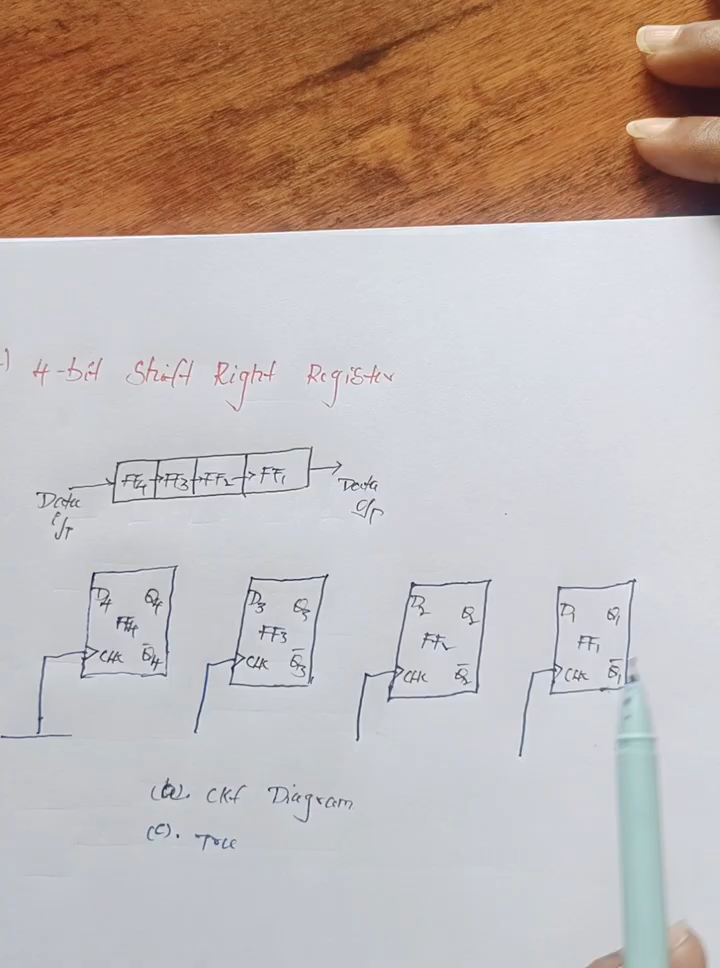 4-bit Shift Right Register
FF4 FF3 FF2 FF1
Data i/p
Data o/p
D4 Q4 D3 Q3 D2 Q2 D1 Q1
FF4 FF3 FF2 FF1
CLK Q̅4 CLK Q̅3 CLK Q̅2 CLK Q̅1
Ckt Diagram
(c).